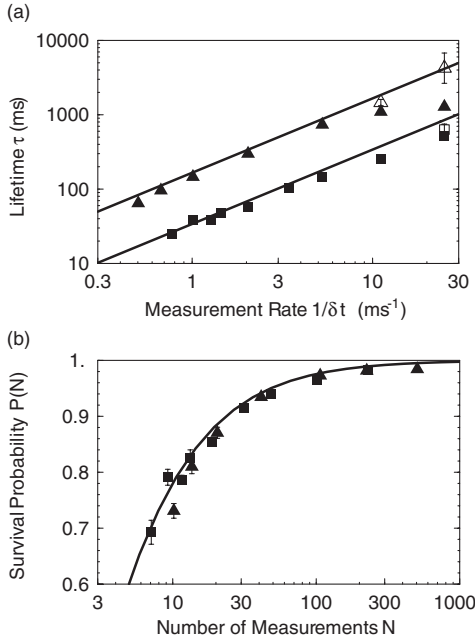 (a)
10000
1000
100
10
Lifetime τ (ms)
0.3 1 3 10 30
Measurement Rate 1/δt (ms⁻¹)
(b)
1.
0.9
0.8
0.7
0.6
Survival Probability P(N)
3 10 30 100 300 1000
Number of Measurements N